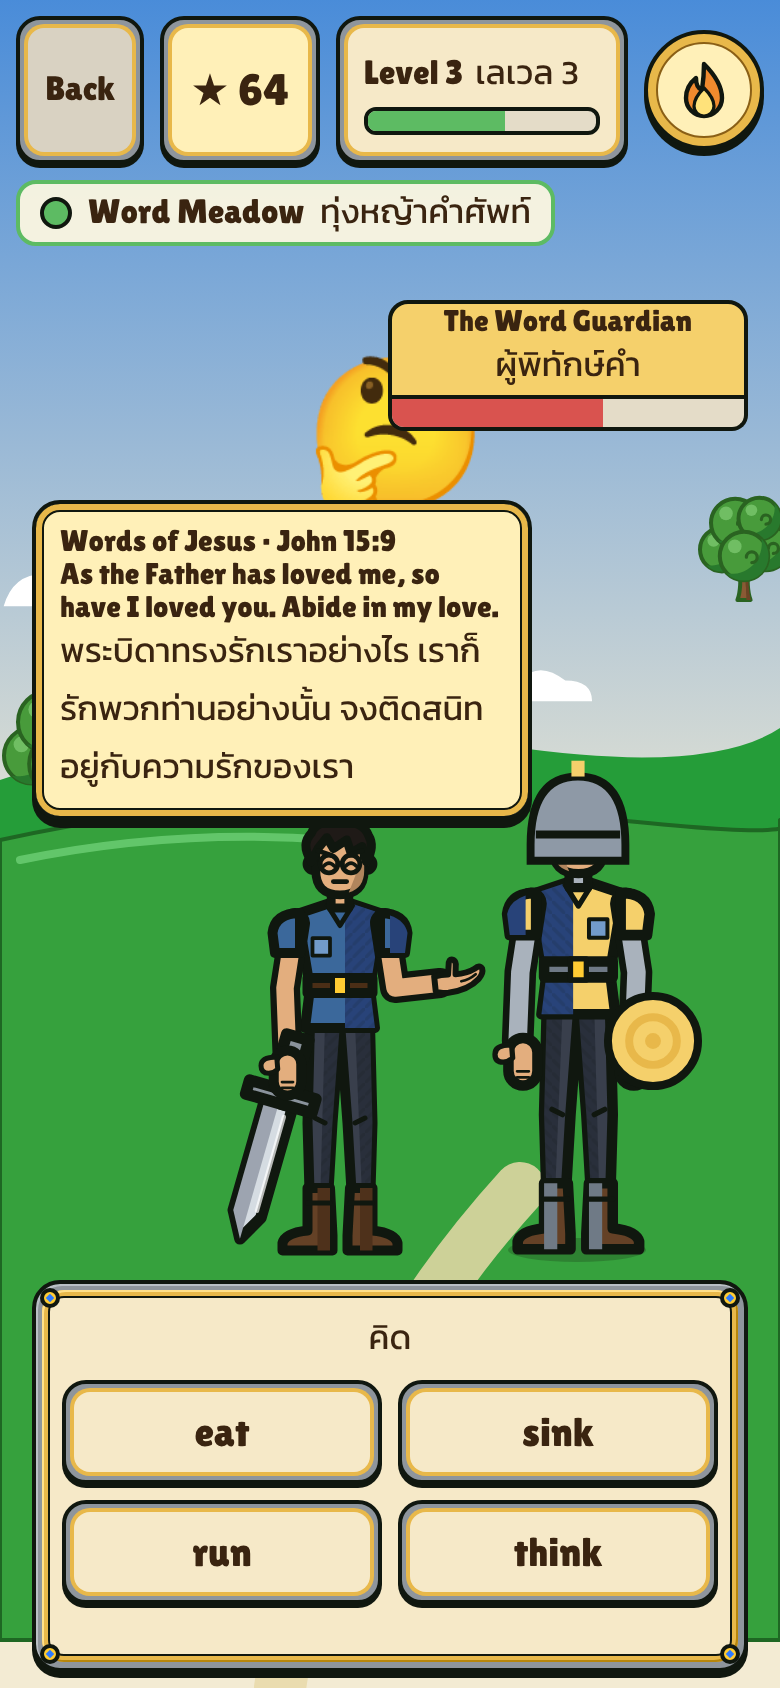 Back
★ 64
Level 3 เลเวล 3
Word Meadow ทุ่งหญ้าคำศัพท์
The Word Guardian
ผู้พิทักษ์คำ
Words of Jesus · John 15:9
As the Father has loved me, so
have I loved you. Abide in my love.
พระบิดาทรงรักเราอย่างไร เราก็
รักพวกท่านอย่างนั้น จงติดสนิท
อยู่กับความรักของเรา
คิด
eat
sink
run
think